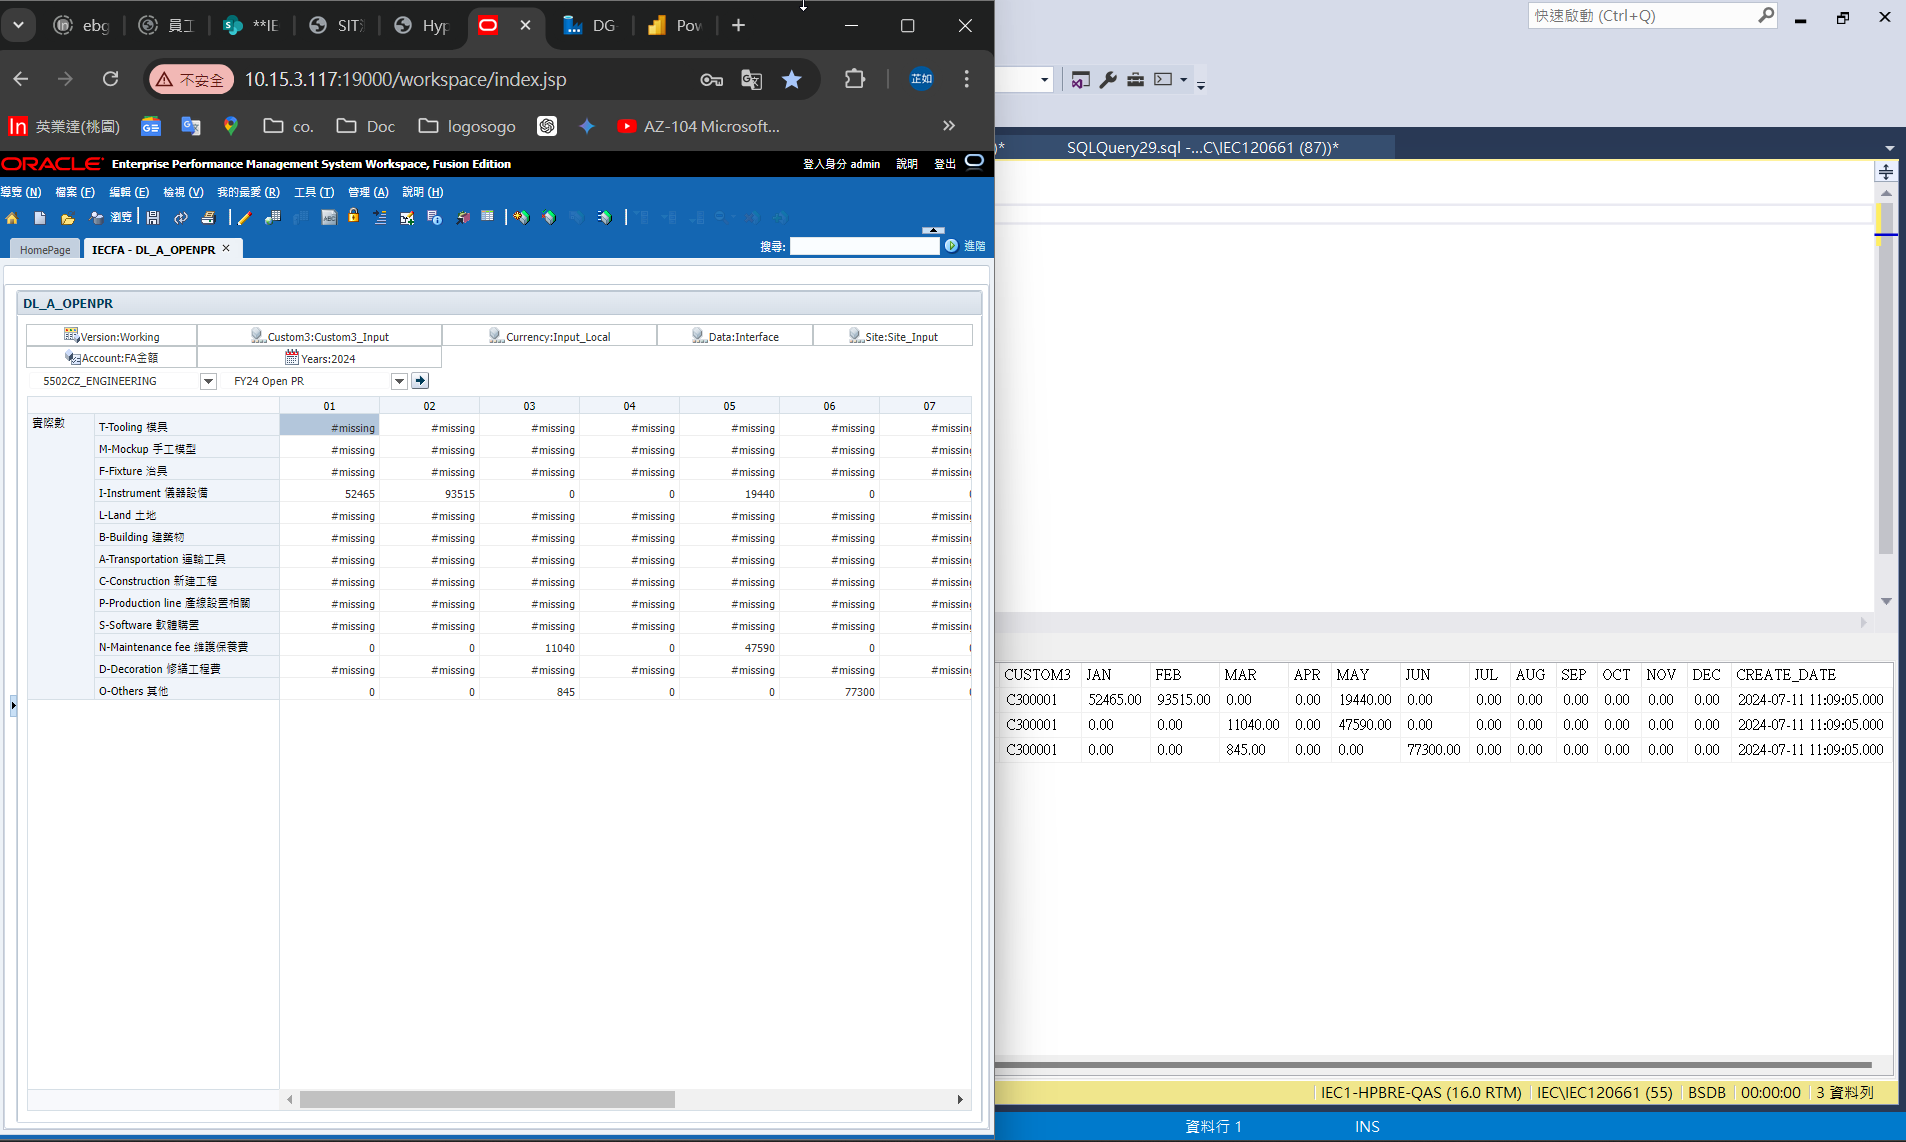 ebg 員工 **IE SIT Hyp DG- Pow
不安全 10.15.3.117:19000/workspace/index.jsp 正如
In 英業達(桃園) co. Doc logosogo AZ-104 Microsoft... »
ORACLE Enterprise Performance Management System Workspace, Fusion Edition 登入身分 admin 說明 登出
導覽 (N) 檔案 (F) 編輯 (E) 檢視 (V) 我的最愛 (R) 工具 (T) 管理 (A) 說明 (H)
瀏覽
搜尋: 進階
HomePage IECFA - DL_A_OPENPR
DL_A_OPENPR
Version:Working Custom3:Custom3_Input Currency:Input_Local Data:Interface Site:Site_Input
Account:FA金額 Years:2024
5502CZ_ENGINEERING FY24 Open PR
01 02 03 04 05 06 07
實際數 T-Tooling 模具 #missing #missing #missing #missing #missing #missing #missing
M-Mockup 手工模型 #missing #missing #missing #missing #missing #missing #missing
F-Fixture 治具 #missing #missing #missing #missing #missing #missing #missing
I-Instrument 儀器設備 52465 93515 0 0 19440 0 0
L-Land 土地 #missing #missing #missing #missing #missing #missing #missing
B-Building 建築物 #missing #missing #missing #missing #missing #missing #missing
A-Transportation 運輸工具 #missing #missing #missing #missing #missing #missing #missing
C-Construction 新建工程 #missing #missing #missing #missing #missing #missing #missing
P-Production line 產線設置相關 #missing #missing #missing #missing #missing #missing #missing
S-Software 軟體購置 #missing #missing #missing #missing #missing #missing #missing
N-Maintenance fee 維護保養費 0 0 11040 0 47590 0 0
D-Decoration 修繕工程費 #missing #missing #missing #missing #missing #missing #missing
O-Others 其他 0 0 845 0 0 77300 0
快速啟動 (Ctrl+Q)
)* SQLQuery29.sql -...C\IEC120661 (87))*
CUSTOM3 JAN FEB MAR APR MAY JUN JUL AUG SEP OCT NOV DEC CREATE_DATE
C300001 52465.00 93515.00 0.00 0.00 19440.00 0.00 0.00 0.00 0.00 0.00 0.00 0.00 2024-07-11 11:09:05.000
C300001 0.00 0.00 11040.00 0.00 47590.00 0.00 0.00 0.00 0.00 0.00 0.00 0.00 2024-07-11 11:09:05.000
C300001 0.00 0.00 845.00 0.00 0.00 77300.00 0.00 0.00 0.00 0.00 0.00 0.00 2024-07-11 11:09:05.000
IEC1-HPBRE-QAS (16.0 RTM) IEC\IEC120661 (55) BSDB 00:00:00 3 資料列
資料行 1 INS